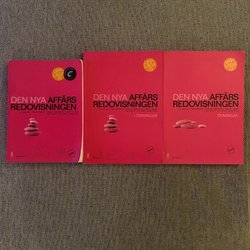 DEN NYA AFFÄRS
REDOVISNINGEN
DEN NYA AFFÄRS
REDOVISNINGEN
LÖSNINGAR
DEN NYA AFFÄRS
REDOVISNINGEN
ÖVNINGAR